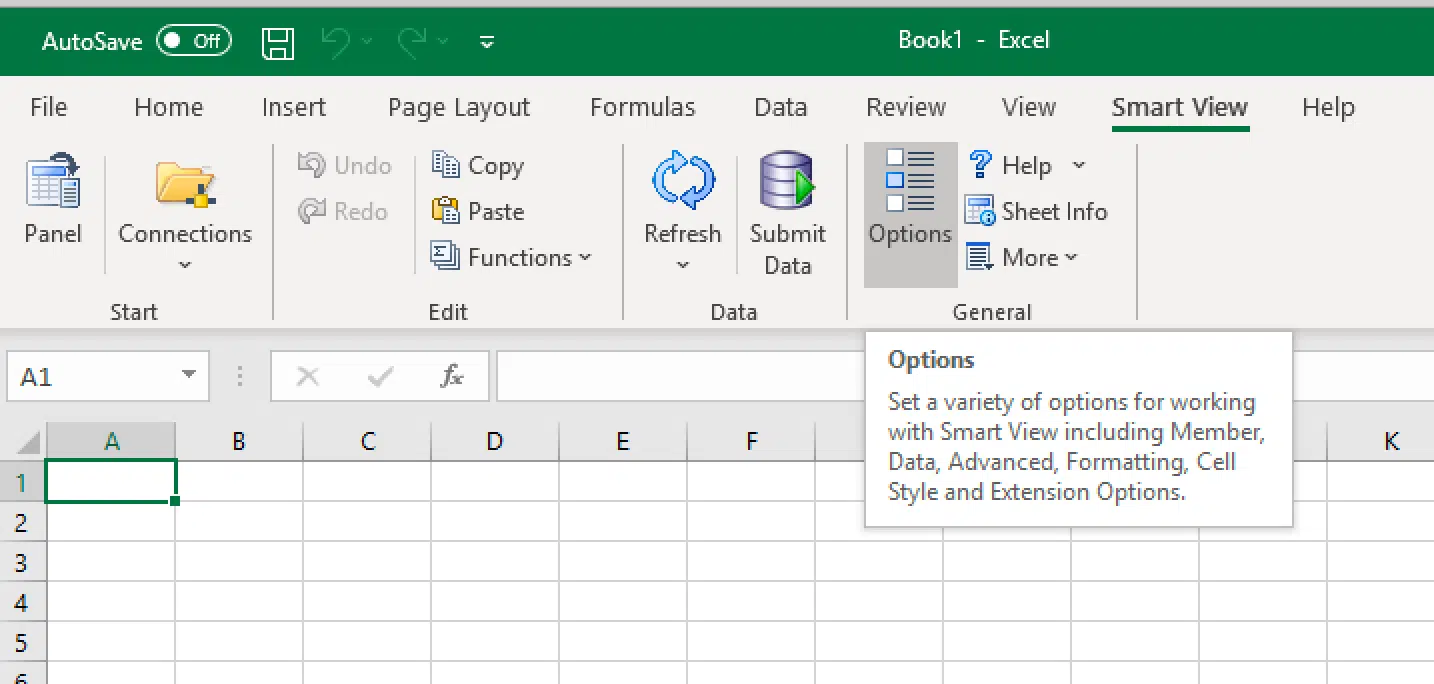 AutoSave Off Book1 - Excel
File Home Insert Page Layout Formulas Data Review View Smart View Help
Panel
Connections
Start
Undo
Redo
Copy
Paste
Functions
Edit
Refresh
Submit
Data
Data
Options
Help
Sheet Info
More
General
A1 fx
Options
Set a variety of options for working
with Smart View including Member,
Data, Advanced, Formatting, Cell
Style and Extension Options.
A B C D E F K
1
2
3
4
5
6